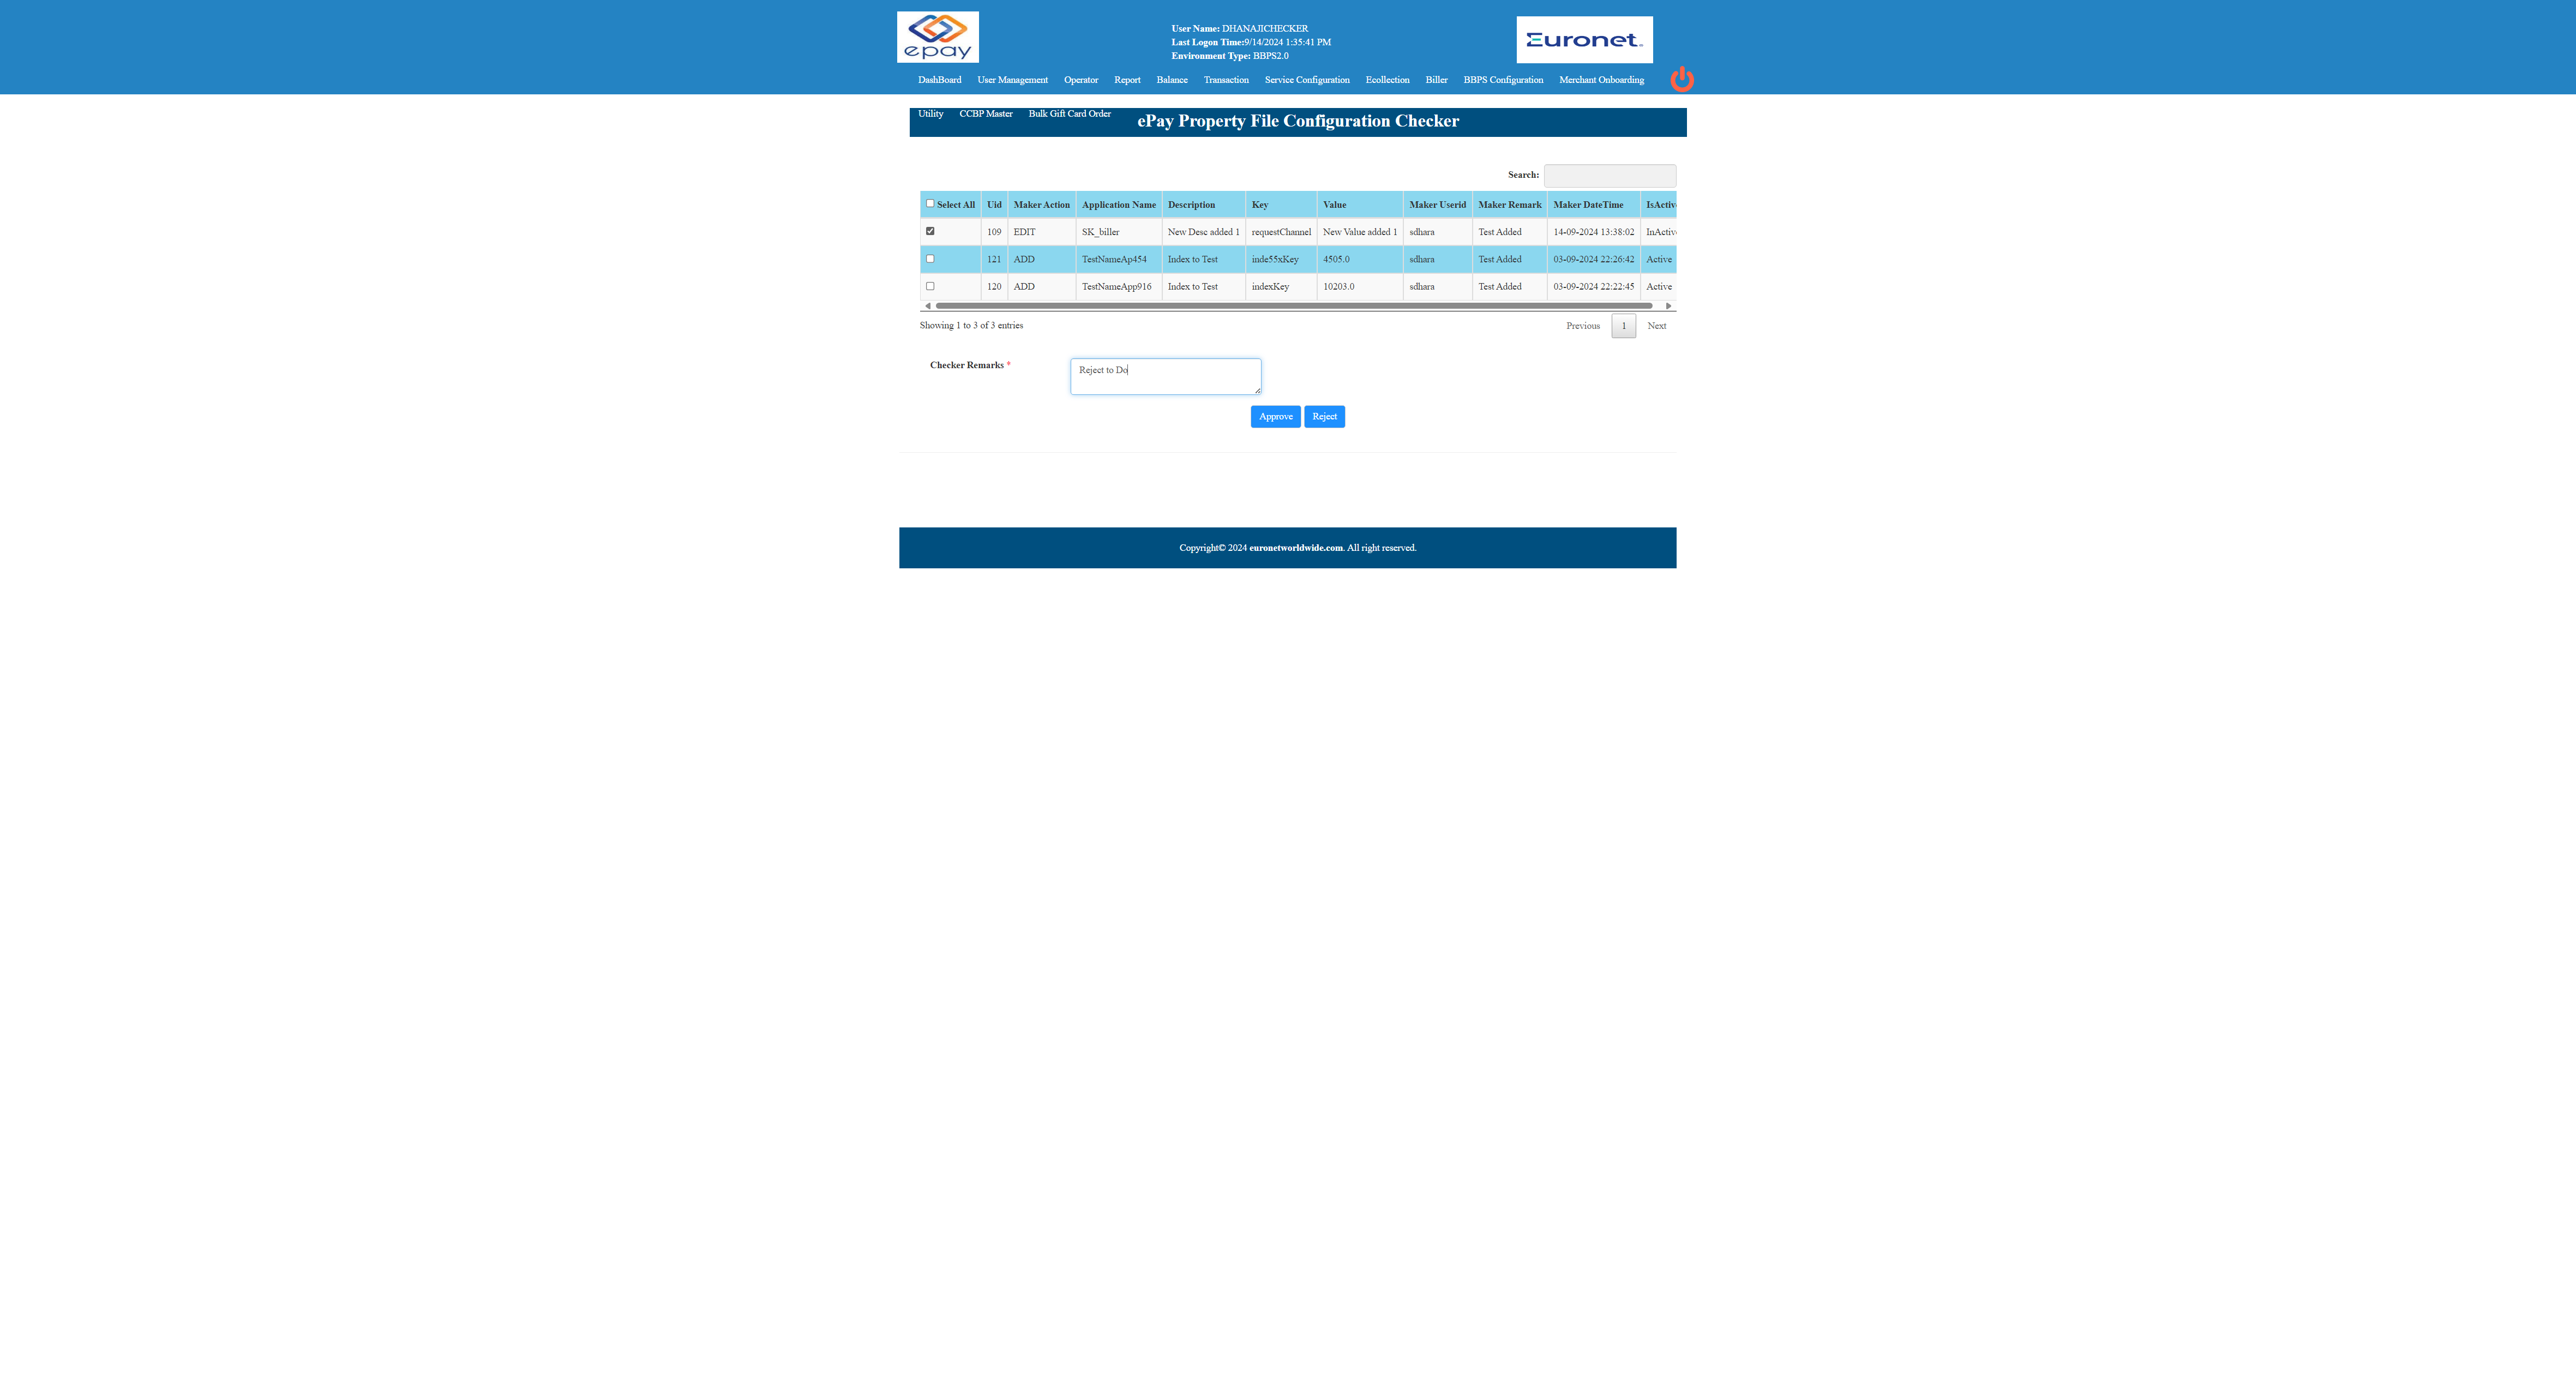 epay
User Name: DHANAJICHECKER
Last Logon Time:9/14/2024 1:35:41 PM
Environment Type: BBPS2.0
Euronet
DashBoard User Management Operator Report Balance Transaction Service Configuration Ecollection Biller BBPS Configuration Merchant Onboarding
Utility CCBP Master Bulk Gift Card Order
ePay Property File Configuration Checker
Search:
Select All Uid Maker Action Application Name Description Key Value Maker Userid Maker Remark Maker DateTime IsActiv
109 EDIT SK_biller New Desc added 1 requestChannel New Value added 1 sdhara Test Added 14-09-2024 13:38:02 InActiv
121 ADD TestNameAp454 Index to Test inde55xKey 4505.0 sdhara Test Added 03-09-2024 22:26:42 Active
120 ADD TestNameApp916 Index to Test indexKey 10203.0 sdhara Test Added 03-09-2024 22:22:45 Active
Showing 1 to 3 of 3 entries
Previous 1 Next
Checker Remarks *
Reject to Do
Approve Reject
Copyright© 2024 euronetworldwide.com. All right reserved.